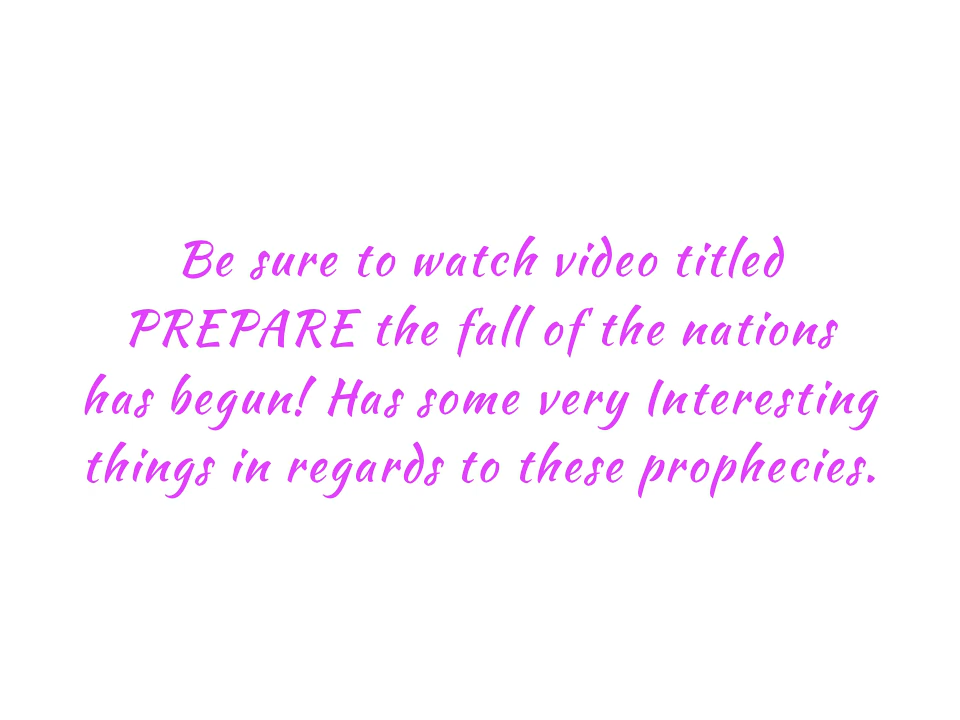 Be sure to watch video titled
PREPARE the fall of the nations
has begun! Has some very Interesting
things in regards to these prophecies.